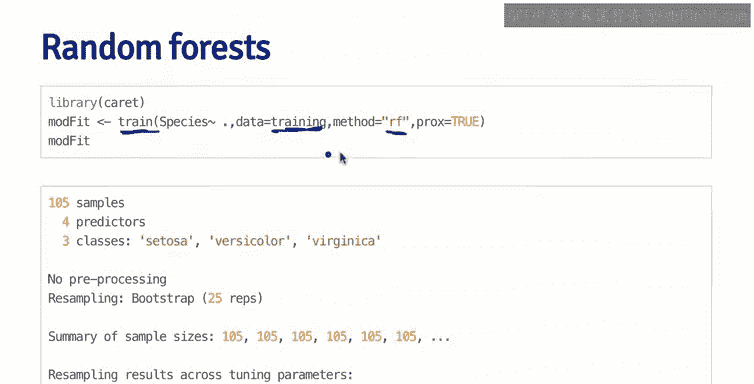 Random forests
library(caret)
modFit <- train(Species~ .,data=training,method="rf",prox=TRUE)
modFit
105 samples
4 predictors
3 classes: 'setosa', 'versicolor', 'virginica'
No pre-processing
Resampling: Bootstrap (25 reps)
Summary of sample sizes: 105, 105, 105, 105, 105, 105, ...
Resampling results across tuning parameters: